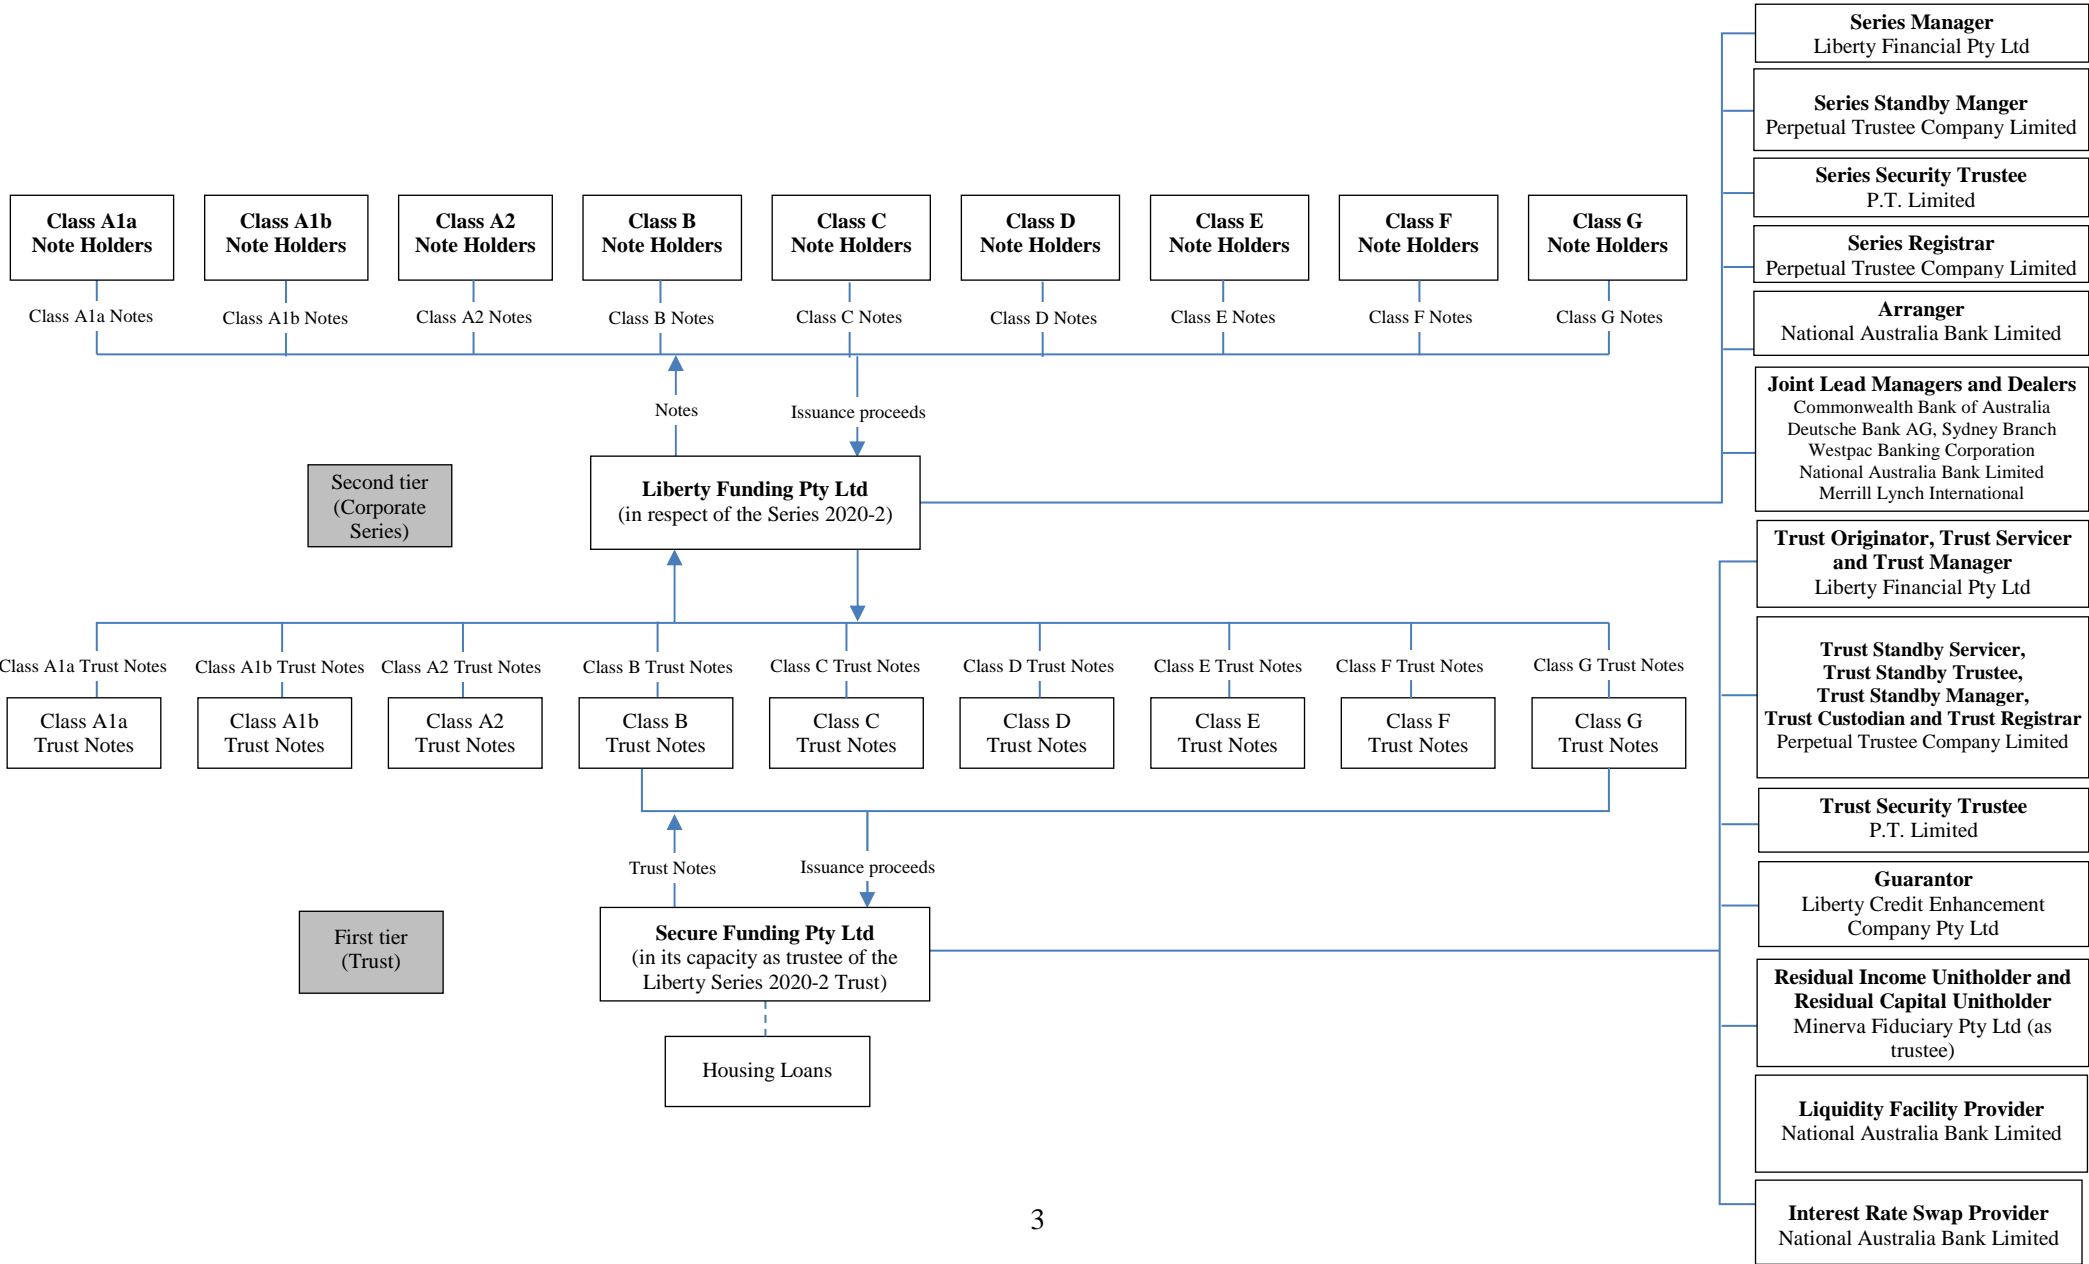 Series Manager
Liberty Financial Pty Ltd
Series Standby Manger
Perpetual Trustee Company Limited
Series Security Trustee
P.T. Limited
Series Registrar
Perpetual Trustee Company Limited
Arranger
National Australia Bank Limited
Joint Lead Managers and Dealers
Commonwealth Bank of Australia
Deutsche Bank AG, Sydney Branch
Westpac Banking Corporation
National Australia Bank Limited
Merrill Lynch International
Class A1a
Note Holders
Class A1b
Note Holders
Class A2
Note Holders
Class B
Note Holders
Class C
Note Holders
Class D
Note Holders
Class E
Note Holders
Class F
Note Holders
Class G
Note Holders
Class A1a Notes
Class A1b Notes
Class A2 Notes
Class B Notes
Class C Notes
Class D Notes
Class E Notes
Class F Notes
Class G Notes
Notes
Issuance proceeds
Second tier
(Corporate
Series)
Liberty Funding Pty Ltd
(in respect of the Series 2020-2)
Trust Originator, Trust Servicer
and Trust Manager
Liberty Financial Pty Ltd
Trust Standby Servicer,
Trust Standby Trustee,
Trust Standby Manager,
Trust Custodian and Trust Registrar
Perpetual Trustee Company Limited
Trust Security Trustee
P.T. Limited
Guarantor
Liberty Credit Enhancement
Company Pty Ltd
Residual Income Unitholder and
Residual Capital Unitholder
Minerva Fiduciary Pty Ltd (as
trustee)
Liquidity Facility Provider
National Australia Bank Limited
Interest Rate Swap Provider
National Australia Bank Limited
Class A1a Trust Notes
Class A1b Trust Notes
Class A2 Trust Notes
Class B Trust Notes
Class C Trust Notes
Class D Trust Notes
Class E Trust Notes
Class F Trust Notes
Class G Trust Notes
Class A1a
Trust Notes
Class A1b
Trust Notes
Class A2
Trust Notes
Class B
Trust Notes
Class C
Trust Notes
Class D
Trust Notes
Class E
Trust Notes
Class F
Trust Notes
Class G
Trust Notes
Trust Notes
Issuance proceeds
First tier
(Trust)
Secure Funding Pty Ltd
(in its capacity as trustee of the
Liberty Series 2020-2 Trust)
Housing Loans
3